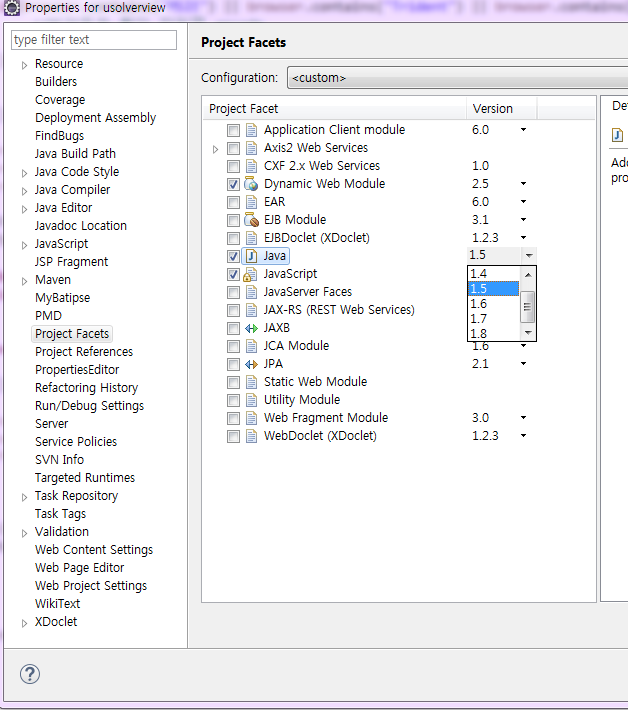 Properties for usolverview
type filter text
Resource
Builders
Coverage
Deployment Assembly
FindBugs
Java Build Path
Java Code Style
Java Compiler
Java Editor
Javadoc Location
JavaScript
JSP Fragment
Maven
MyBatipse
PMD
Project Facets
Project References
PropertiesEditor
Refactoring History
Run/Debug Settings
Server
Service Policies
SVN Info
Targeted Runtimes
Task Repository
Task Tags
Validation
Web Content Settings
Web Page Editor
Web Project Settings
WikiText
XDoclet
Project Facets
Configuration: <custom>
Project Facet Version
Application Client module 6.0
Axis2 Web Services
CXF 2.x Web Services 1.0
Dynamic Web Module 2.5
EAR 6.0
EJB Module 3.1
EJBDoclet (XDoclet) 1.2.3
Java 1.5
JavaScript
JavaServer Faces
JAX-RS (REST Web Services)
JAXB
JCA Module 1.6
JPA 2.1
Static Web Module
Utility Module
Web Fragment Module 3.0
WebDoclet (XDoclet) 1.2.3
1.4
1.5
1.6
1.7
1.8